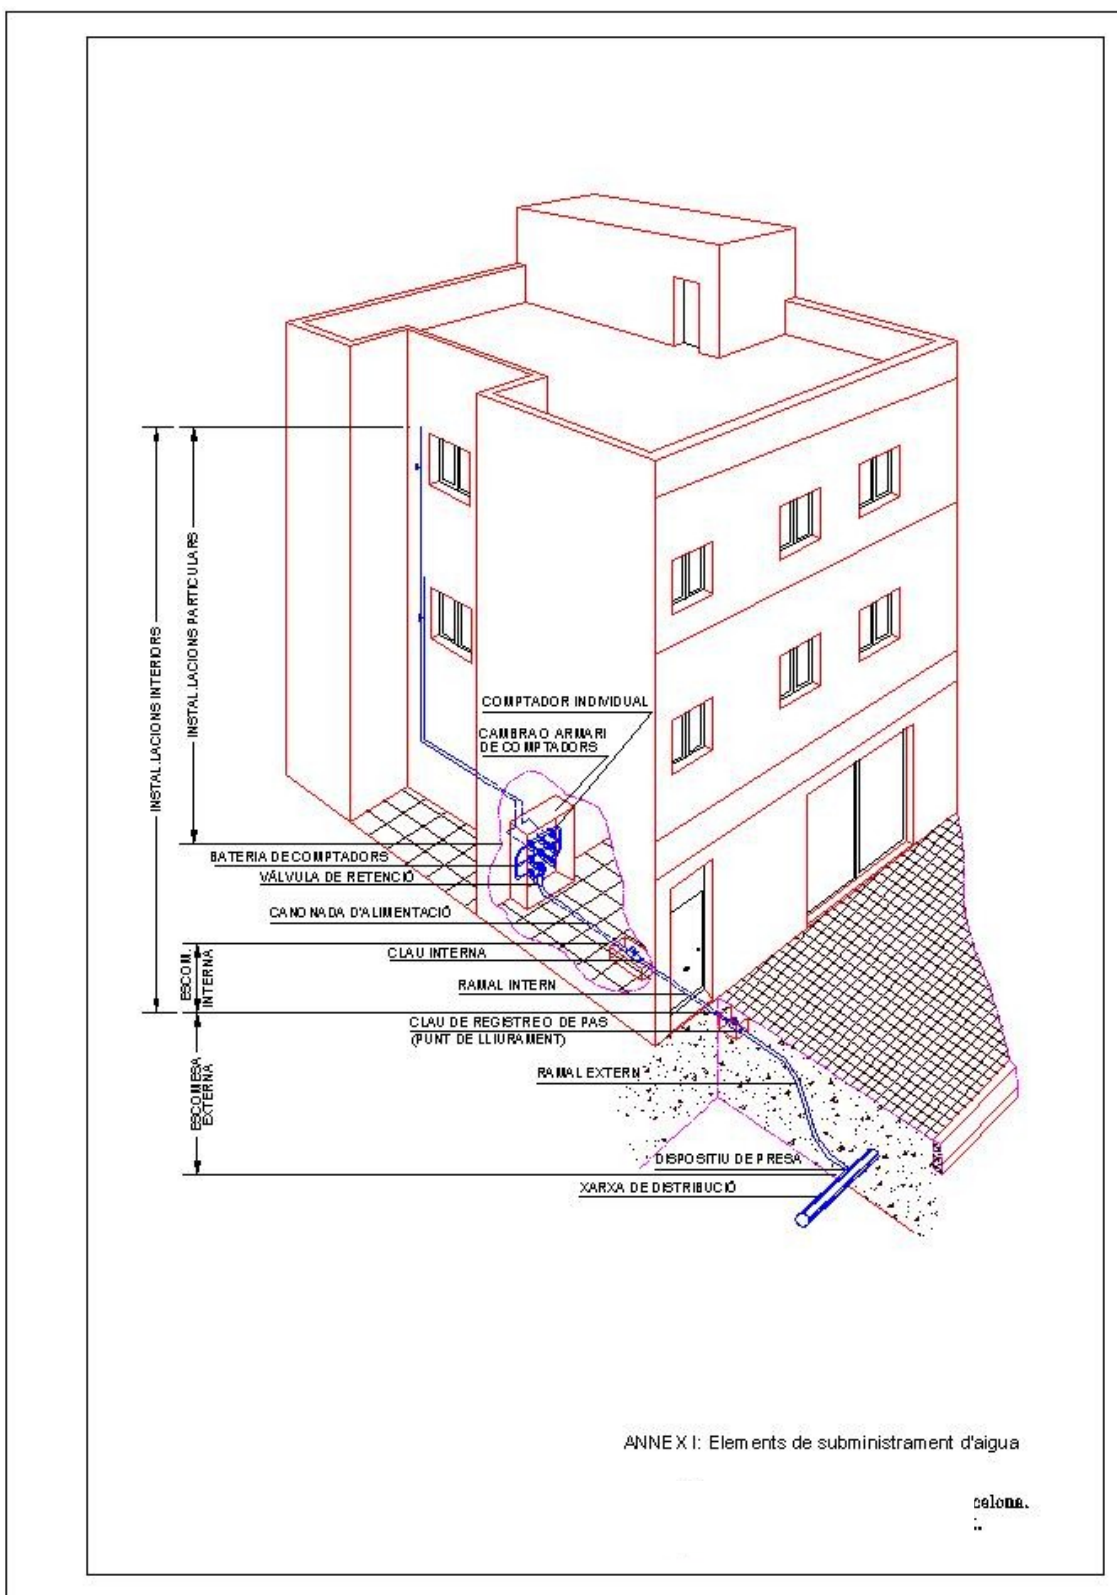 INSTAL.LACIONS INTERIORS
INSTAL.LACIONS PARTICULARS
COMPTADOR INDIVIDUAL
CAMBRA O ARMARI
DE COMPTADORS
BATERIA DE COMPTADORS
VÁLVULA DE RETENCIÓ
CANONADA D'ALIMENTACIÓ
CLAU INTERNA
ESCOM.
INTERNA
RAMAL INTERN
CLAU DE REGISTRE O DE PAS
(PUNT DE LLIURAMENT)
RAMAL EXTERN
ESCOMESA
EXTERNA
DISPOSITIU DE PRESA
XARXA DE DISTRIBUCIÓ
ANNEX I: Elements de subministrament d'aigua
celona.